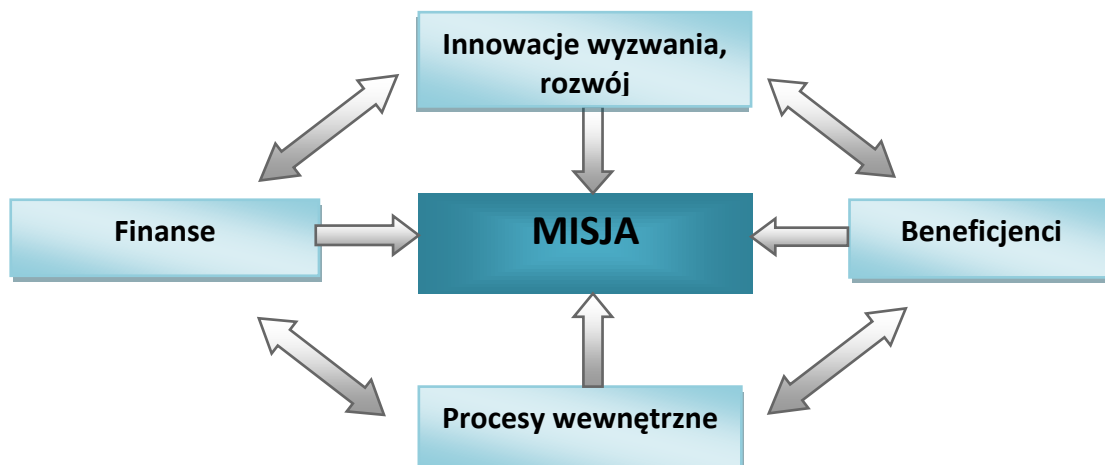 Innowacje wyzwania,
rozwój
Finanse
MISJA
Beneficjenci
Procesy wewnętrzne